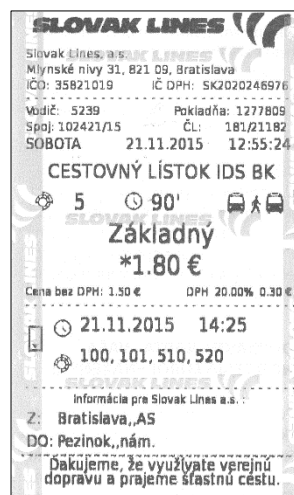 SLOVAK LINES
Slovak Lines, a.s.
Mlynské nivy 31, 821 09, Bratislava
IČO: 35821019 IČ DPH: SK2020246976
Vodič: 5239 Pokladňa: 1277809
Spoj: 102421/15 ČL: 181/21182
SOBOTA 21.11.2015 12:55:24
CESTOVNÝ LÍSTOK IDS BK
5 90'
Základný
*1.80 €
Cena bez DPH: 1.50 € DPH 20.00% 0.30 €
21.11.2015 14:25
100, 101, 510, 520
Informácia pre Slovak Lines a.s.:
Z: Bratislava,,AS
DO: Pezinok,,nám.
Ďakujeme, že využívate verejnú
dopravu a prajeme šťastnú cestu.